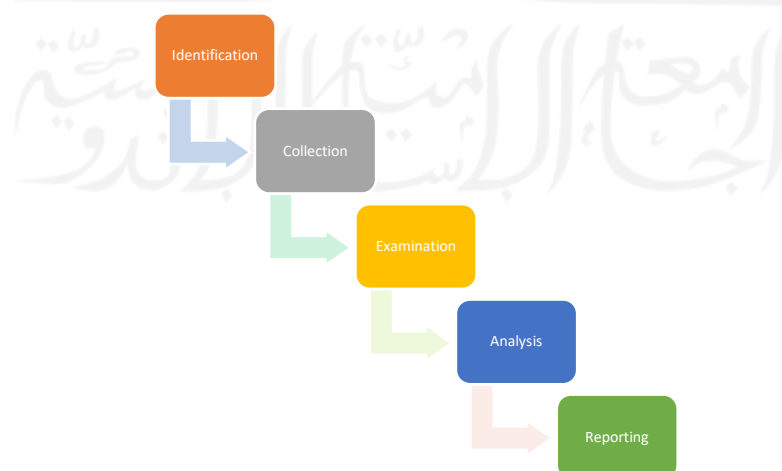 Identification
Collection
Examination
Analysis
Reporting